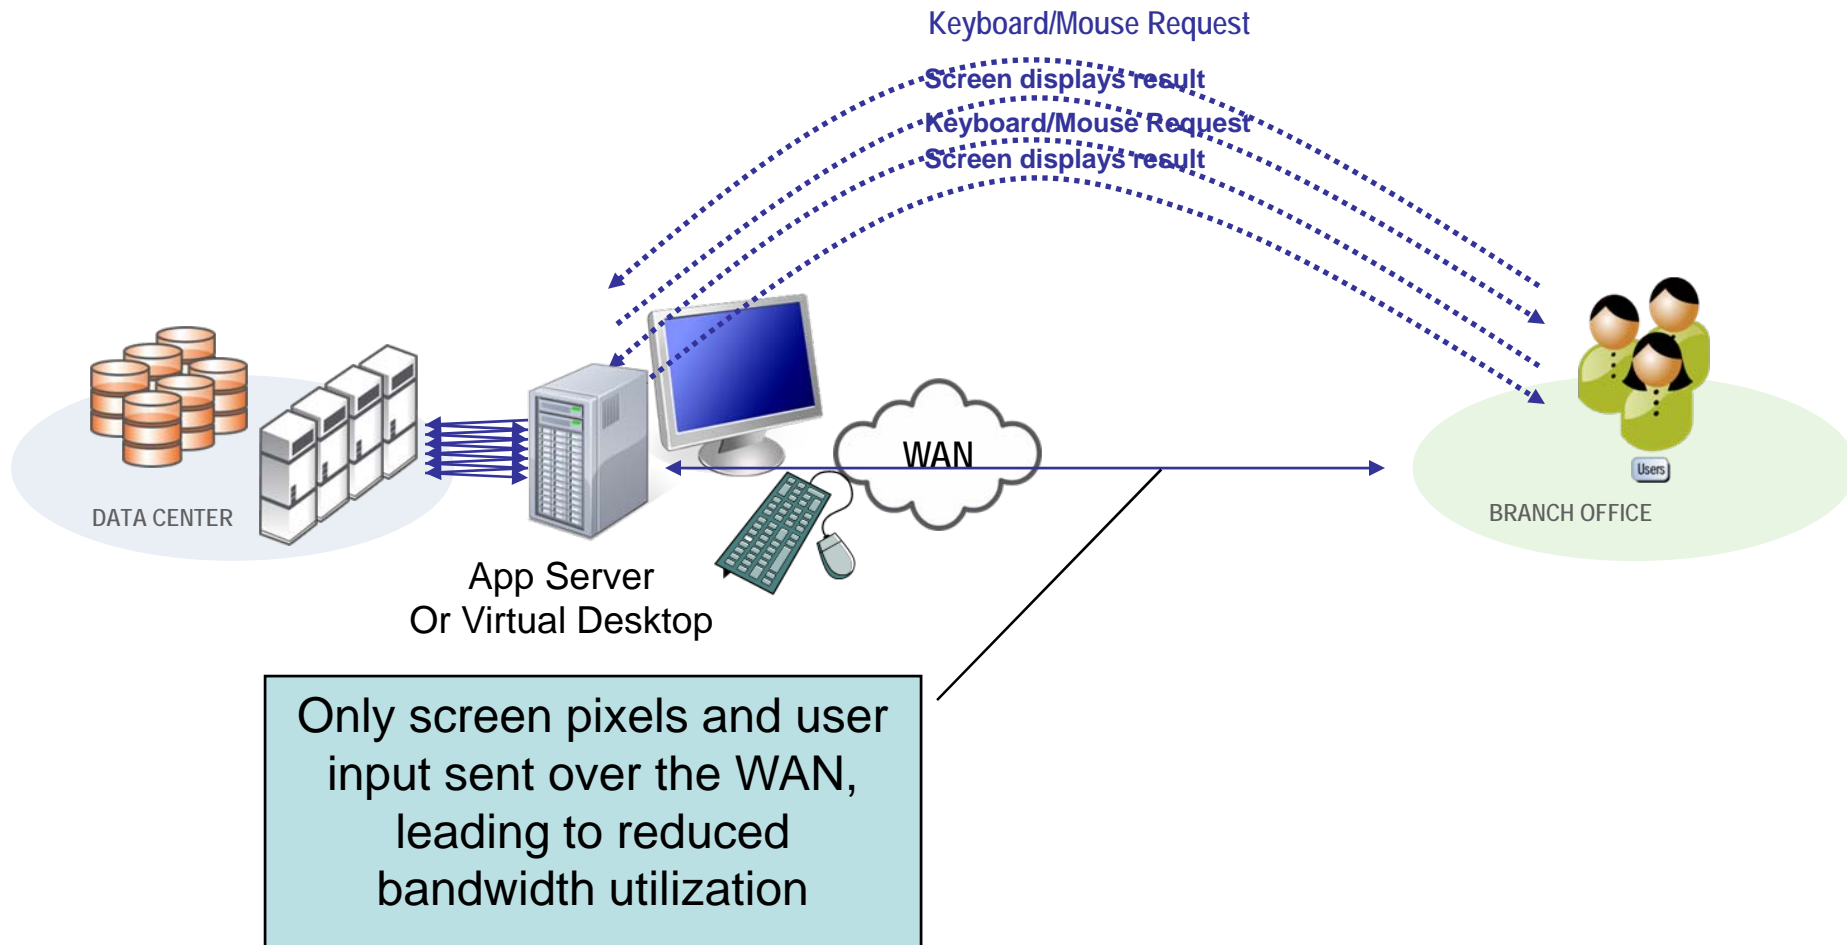 Keyboard/Mouse Request
Screen displays result
Keyboard/Mouse Request
Screen displays result
WAN
Users
DATA CENTER
BRANCH OFFICE
App Server
Or Virtual Desktop
Only screen pixels and user
input sent over the WAN,
leading to reduced
bandwidth utilization